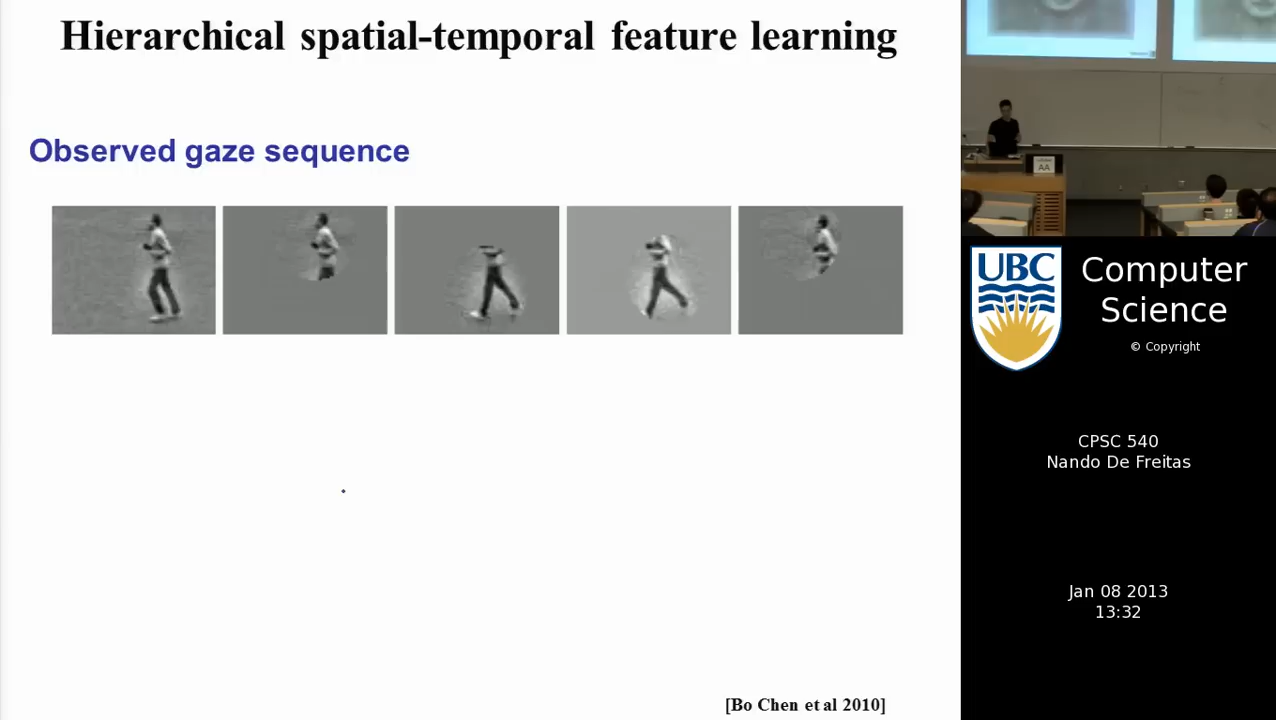 Hierarchical spatial-temporal feature learning
Observed gaze sequence
[Bo Chen et al 2010]
AA
UBC
Computer
Science
© Copyright
CPSC 540
Nando De Freitas
Jan 08 2013
13:32